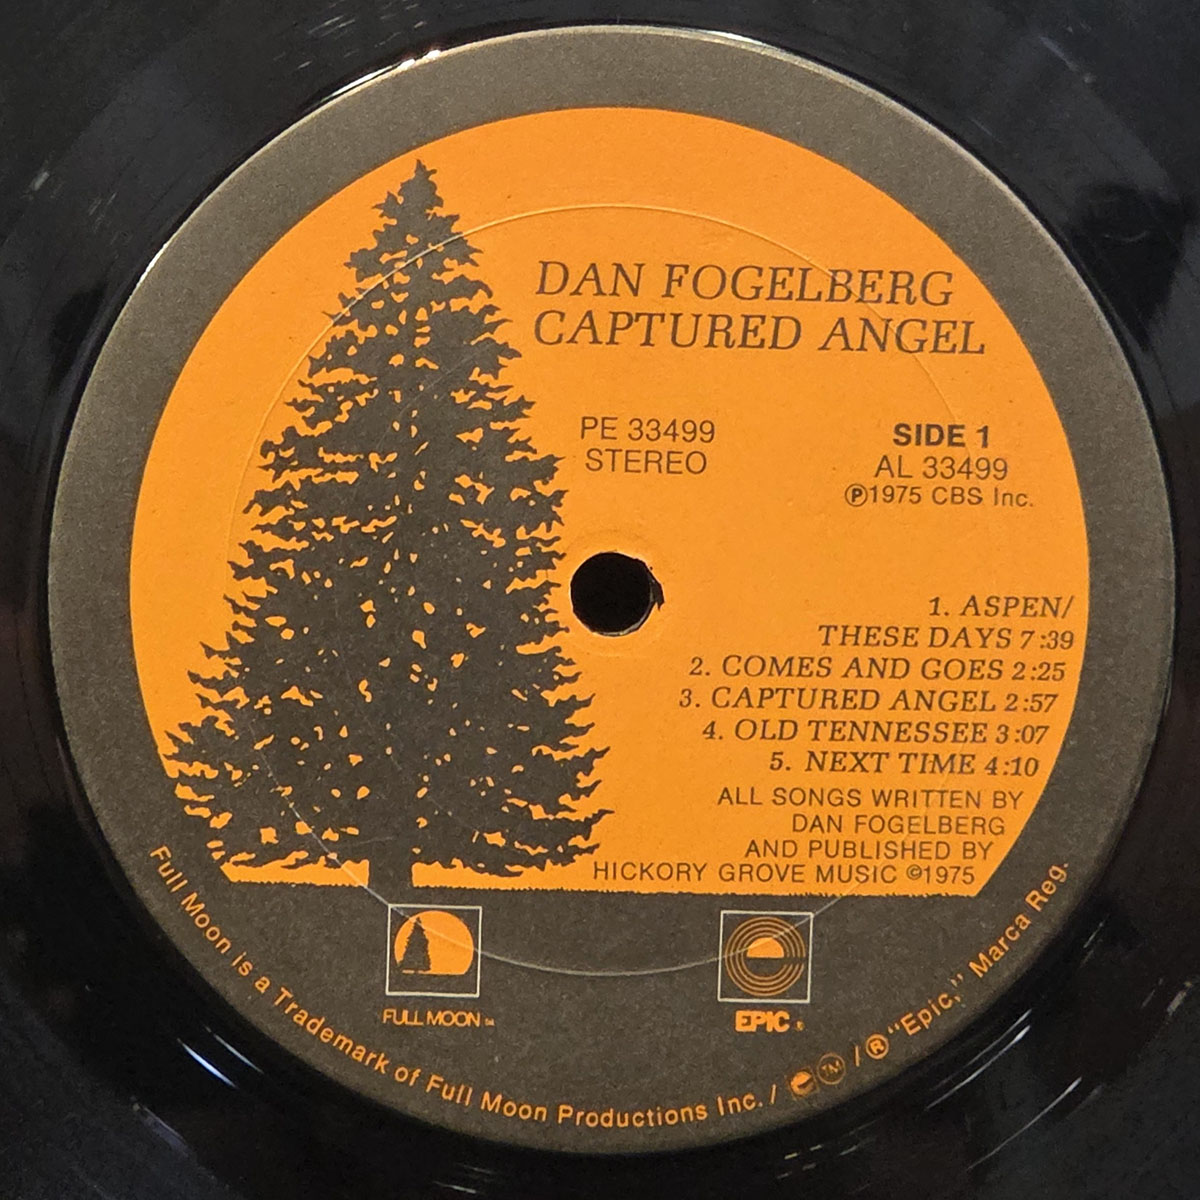 DAN FOGELBERG
CAPTURED ANGEL
PE 33499
STEREO
SIDE 1
AL 33499
Ⓟ1975 CBS Inc.
1. ASPEN/
THESE DAYS 7:39
2. COMES AND GOES 2:25
3. CAPTURED ANGEL 2:57
4. OLD TENNESSEE 3:07
5. NEXT TIME 4:10
ALL SONGS WRITTEN BY
DAN FOGELBERG
AND PUBLISHED BY
HICKORY GROVE MUSIC ©1975
FULL MOON™
EPIC®
Full Moon is a Trademark of Full Moon Productions Inc. / e ™ / ® "Epic," Marca Reg.